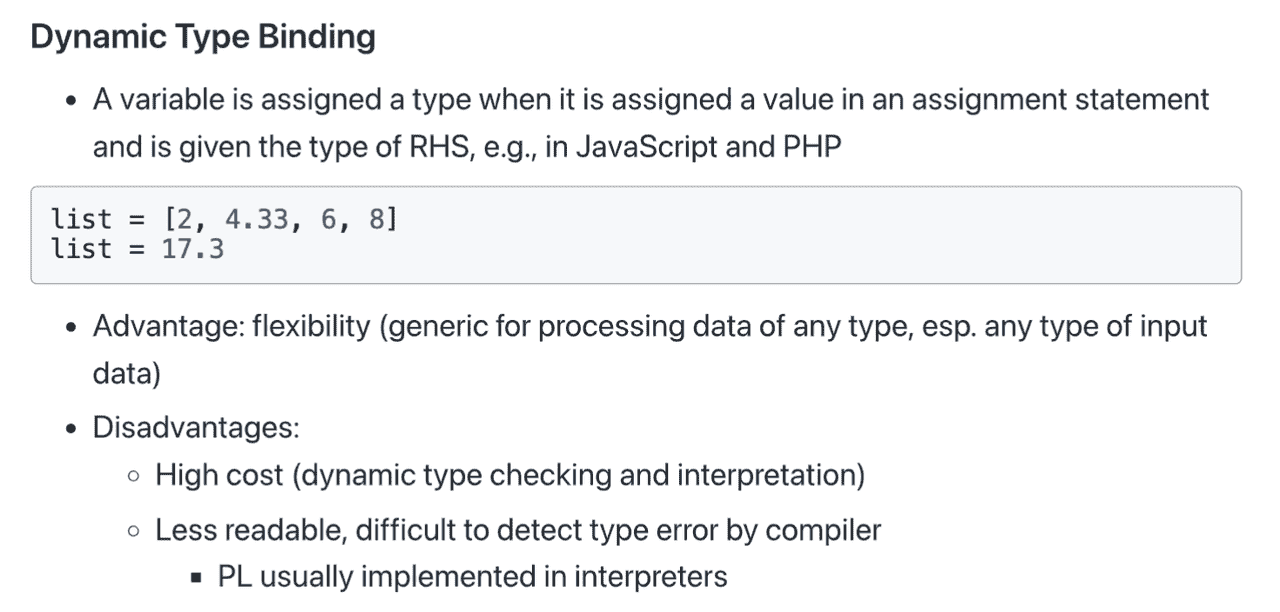 Dynamic Type Binding
• A variable is assigned a type when it is assigned a value in an assignment statement
and is given the type of RHS, e.g., in JavaScript and PHP
list = [2, 4.33, 6, 8]
list = 17.3
• Advantage: flexibility (generic for processing data of any type, esp. any type of input
data)
• Disadvantages:
◦ High cost (dynamic type checking and interpretation)
◦ Less readable, difficult to detect type error by compiler
▪ PL usually implemented in interpreters